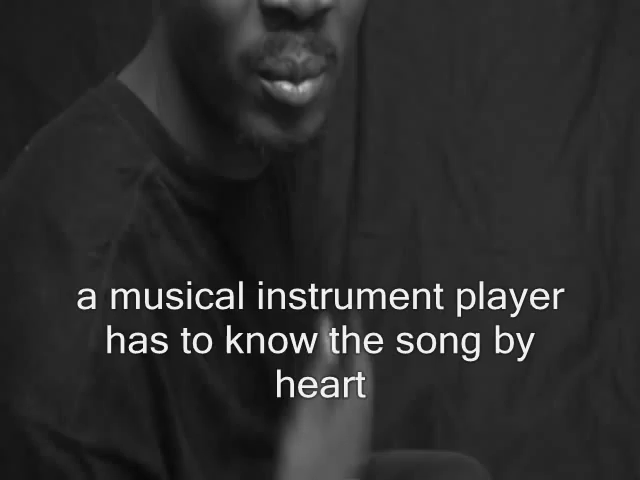 a musical instrument player
has to know the song by
heart